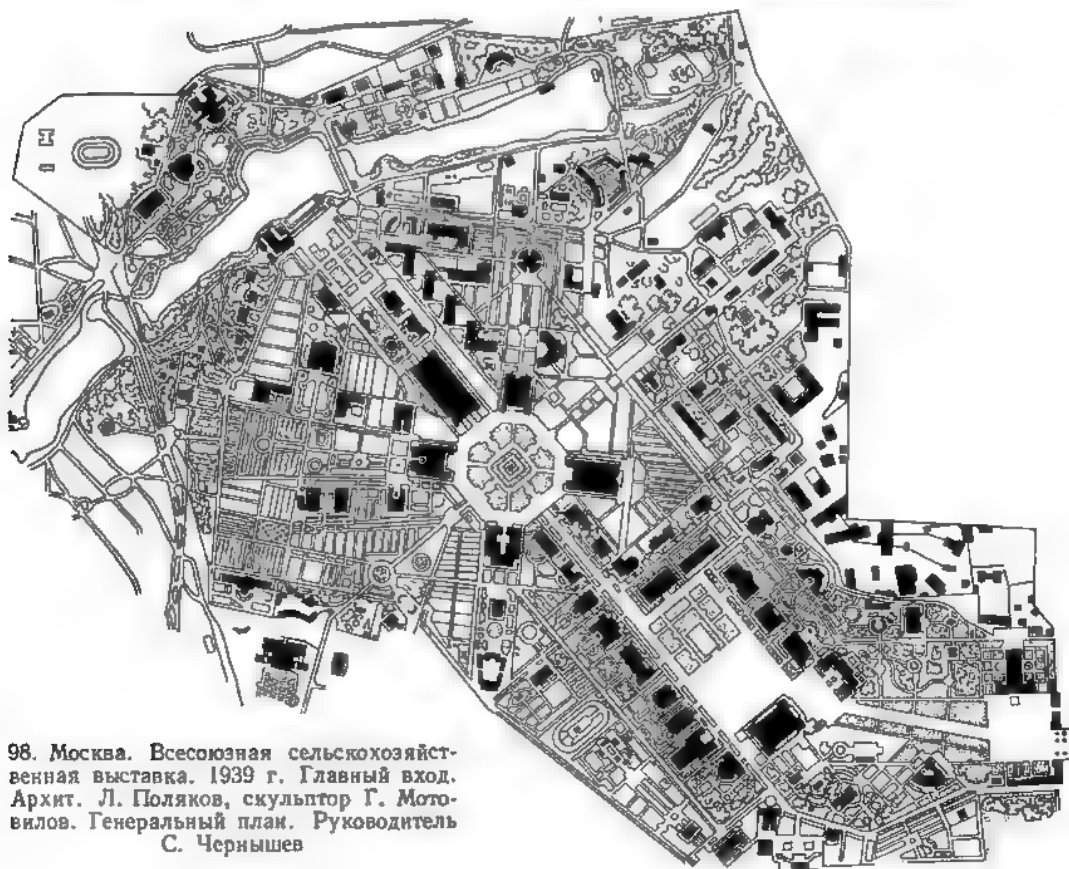 98. Москва. Всесоюзная сельскохозяйст-
венная выставка. 1939 г. Главный вход.
Архит. Л. Поляков, скульптор Г. Мото-
вилов. Генеральный план. Руководитель
С. Чернышев